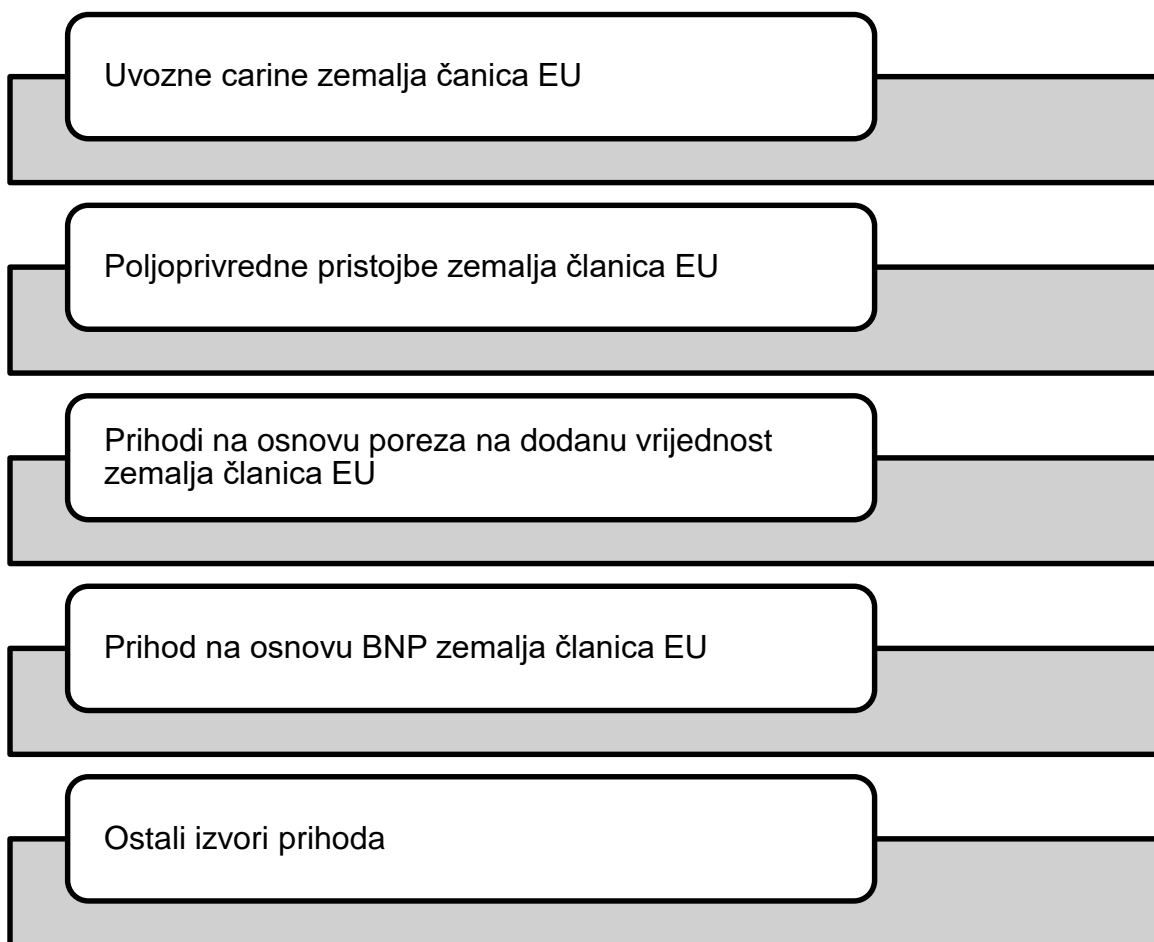 Uvozne carine zemalja čanica EU
Poljoprivredne pristojbe zemalja članica EU
Prihodi na osnovu poreza na dodanu vrijednost
zemalja članica EU
Prihod na osnovu BNP zemalja članica EU
Ostali izvori prihoda